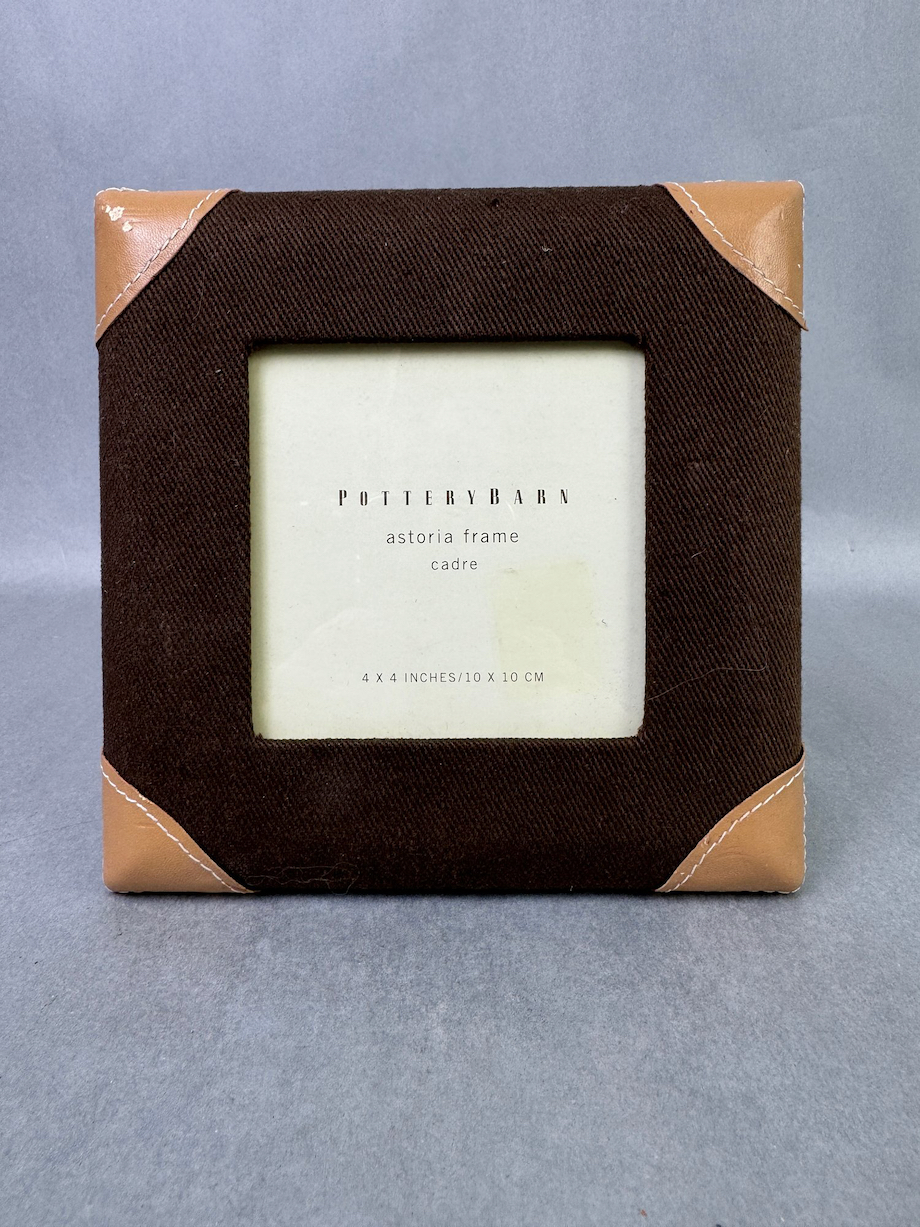 POTTERYBARN
astoria frame
cadre
4 X 4 INCHES/10 X 10 CM